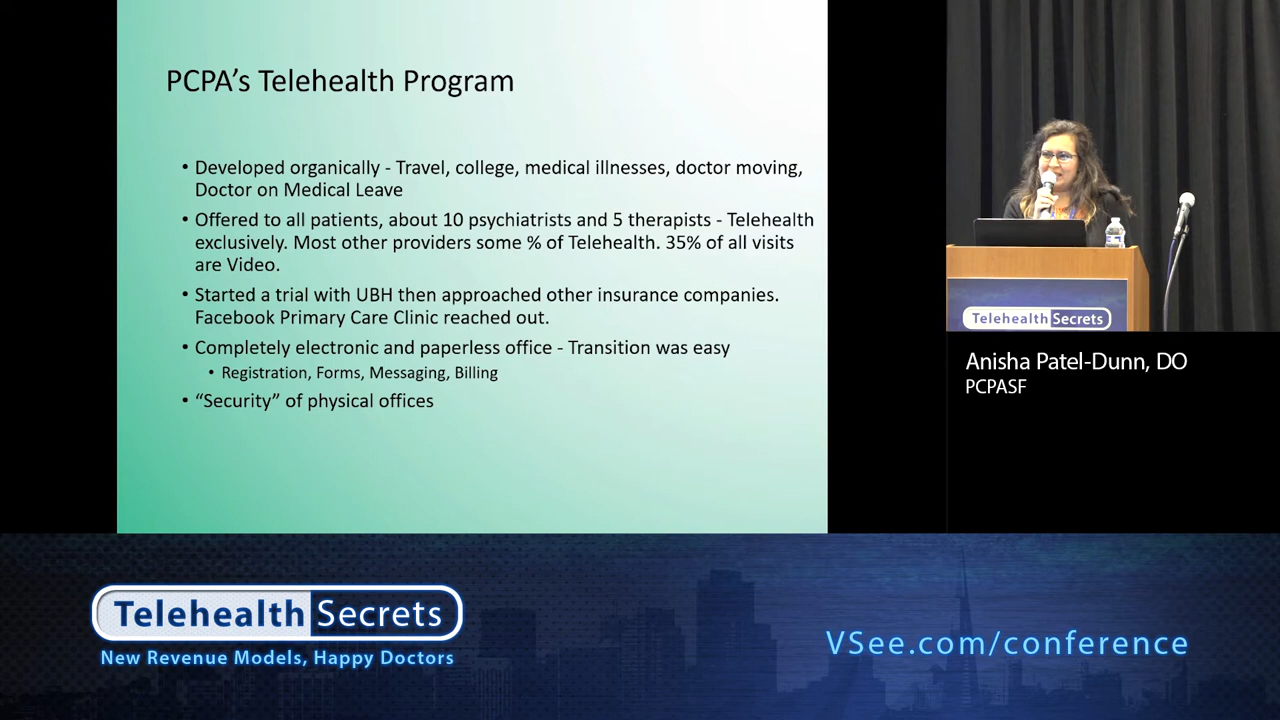 PCPA’s Telehealth Program
• Developed organically - Travel, college, medical illnesses, doctor moving,
Doctor on Medical Leave
• Offered to all patients, about 10 psychiatrists and 5 therapists - Telehealth
exclusively. Most other providers some % of Telehealth. 35% of all visits
are Video.
• Started a trial with UBH then approached other insurance companies.
Facebook Primary Care Clinic reached out.
• Completely electronic and paperless office - Transition was easy
• Registration, Forms, Messaging, Billing
• “Security” of physical offices
Telehealth Secrets
Anisha Patel-Dunn, DO
PCPASF
Telehealth Secrets
New Revenue Models, Happy Doctors
VSee.com/conference